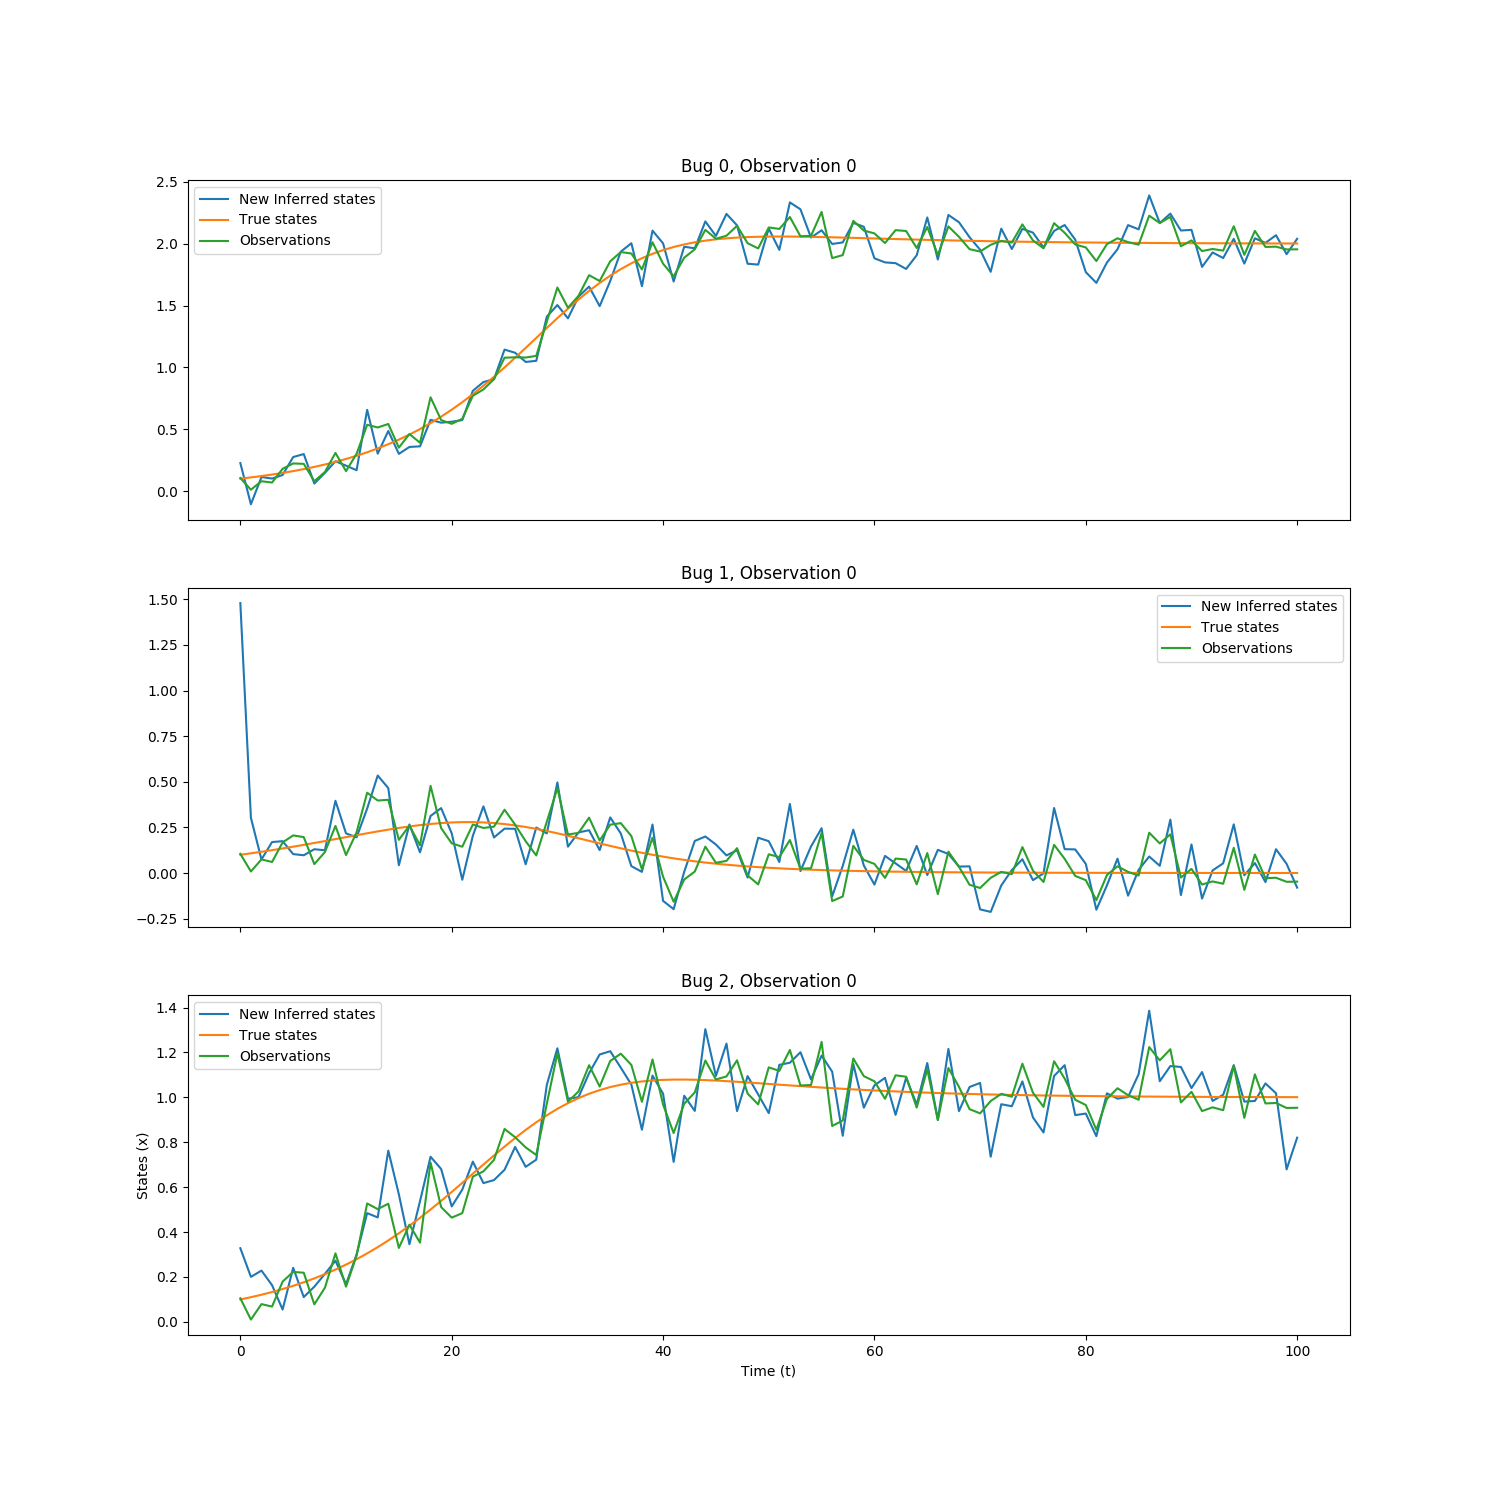 Bug 0, Observation 0
2.5
2.0
1.5
1.0
0.5
0.0
New Inferred states
True states
Observations
Bug 1, Observation 0
1.50
1.25
1.00
0.75
0.50
0.25
0.00
−0.25
New Inferred states
True states
Observations
Bug 2, Observation 0
1.4
1.2
1.0
0.8
0.6
0.4
0.2
0.0
States (x)
New Inferred states
True states
Observations
0 20 40 60 80 100
Time (t)